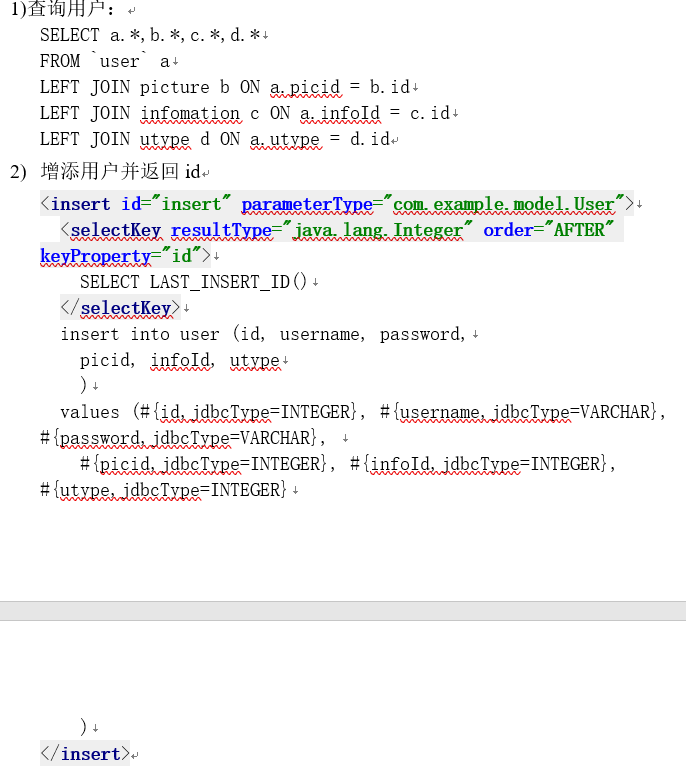 1)查询用户：
SELECT a.*,b.*,c.*,d.*
FROM `user` a
LEFT JOIN picture b ON a.picid = b.id
LEFT JOIN infomation c ON a.infoId = c.id
LEFT JOIN utype d ON a.utype = d.id
2) 增添用户并返回 id
<insert id="insert" parameterType="com.example.model.User">
<selectKey resultType="java.lang.Integer" order="AFTER"
keyProperty="id">
SELECT LAST_INSERT_ID()
</selectKey>
insert into user (id, username, password,
picid, infoId, utype
)
values (#{id,jdbcType=INTEGER}, #{username,jdbcType=VARCHAR},
#{password,jdbcType=VARCHAR},
#{picid,jdbcType=INTEGER}, #{infoId,jdbcType=INTEGER},
#{utype,jdbcType=INTEGER}
)
</insert>